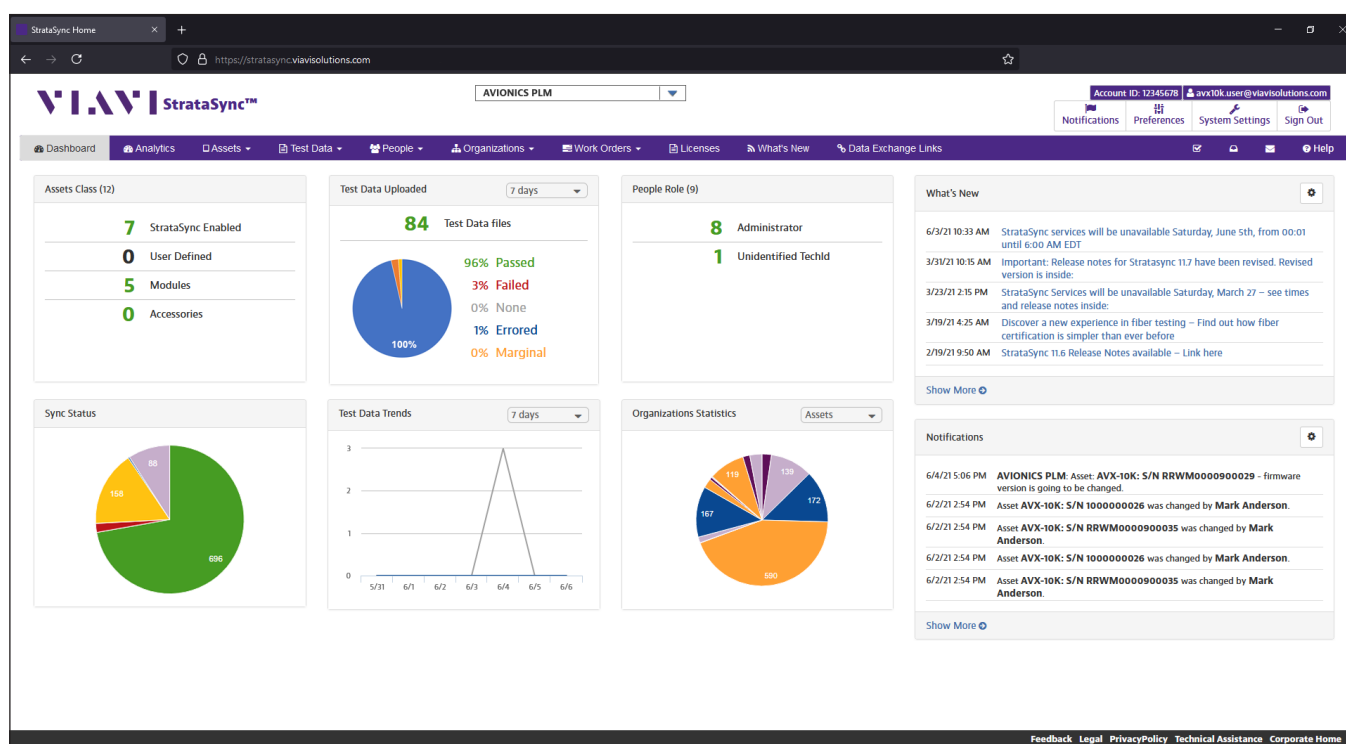 StrataSync Home
https://stratasync.viavisolutions.com
VIAVI StrataSync™
AVIONICS PLM
Account ID: 12345678 avx10k.user@viavisolutions.com
Notifications Preferences System Settings Sign Out
Dashboard Analytics Assets Test Data People Organizations Work Orders Licenses What's New Data Exchange Links Help
Assets Class (12)
7 StrataSync Enabled
0 User Defined
5 Modules
0 Accessories
Test Data Uploaded 7 days
84 Test Data files
96% Passed
3% Failed
0% None
1% Errored
0% Marginal
100%
People Role (9)
8 Administrator
1 Unidentified TechId
What's New
6/3/21 10:33 AM StrataSync services will be unavailable Saturday, June 5th, from 00:01
until 6:00 AM EDT
3/31/21 10:15 AM Important: Release notes for Stratasync 11.7 have been revised. Revised
version is inside:
3/23/21 2:15 PM StrataSync Services will be unavailable Saturday, March 27 – see times
and release notes inside:
3/19/21 4:25 AM Discover a new experience in fiber testing – Find out how fiber
certification is simpler than ever before
2/19/21 9:50 AM StrataSync 11.6 Release Notes available – Link here
Show More
Sync Status
88
158
696
Test Data Trends 7 days
3
2
1
0
5/31 6/1 6/2 6/3 6/4 6/5 6/6
Organizations Statistics Assets
119
139
172
167
590
Notifications
6/4/21 5:06 PM AVIONICS PLM: Asset: AVX-10K: S/N RRWM0000900029 - firmware
version is going to be changed.
6/2/21 2:54 PM Asset AVX-10K: S/N 1000000026 was changed by Mark Anderson.
6/2/21 2:54 PM Asset AVX-10K: S/N RRWM0000900035 was changed by Mark
Anderson.
6/2/21 2:54 PM Asset AVX-10K: S/N 1000000026 was changed by Mark Anderson.
6/2/21 2:54 PM Asset AVX-10K: S/N RRWM0000900035 was changed by Mark
Anderson.
Show More
Feedback Legal PrivacyPolicy Technical Assistance Corporate Home